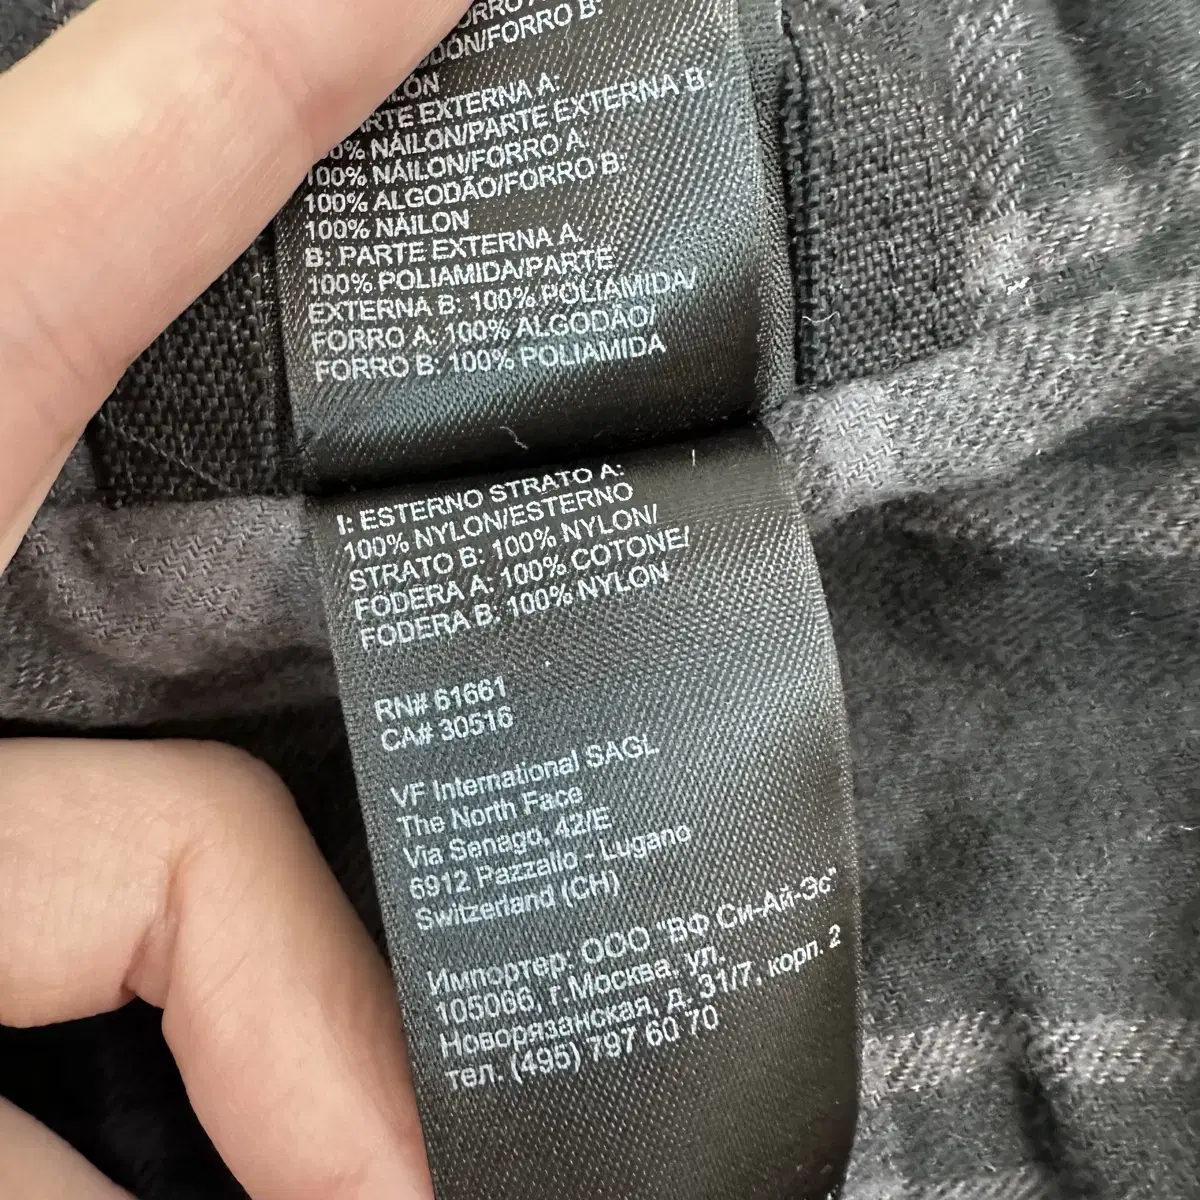 FORRO A:
/FORRO B:
PARTE EXTERNA A:
100% NÁILON/PARTE EXTERNA B:
100% NÁILON/FORRO A:
100% ALGODÃO/FORRO B:
100% NÁILON
B: PARTE EXTERNA A:
100% POLIAMIDA/PARTE
EXTERNA B: 100% POLIAMIDA/
FORRO A: 100% ALGODÃO/
FORRO B: 100% POLIAMIDA
I: ESTERNO STRATO A:
100% NYLON/ESTERNO
STRATO B: 100% NYLON/
FODERA A: 100% COTONE/
FODERA B: 100% NYLON
RN# 61661
CA# 30516
VF International SAGL
The North Face
Via Senago, 42/E
6912 Pazzallo - Lugano
Switzerland (CH)
Импортер: ООО "ВФ Си-Ай-Эс"
105066, г.Москва, ул.
Новорязанская, д. 31/7, корп. 2
тел. (495) 797 60 70